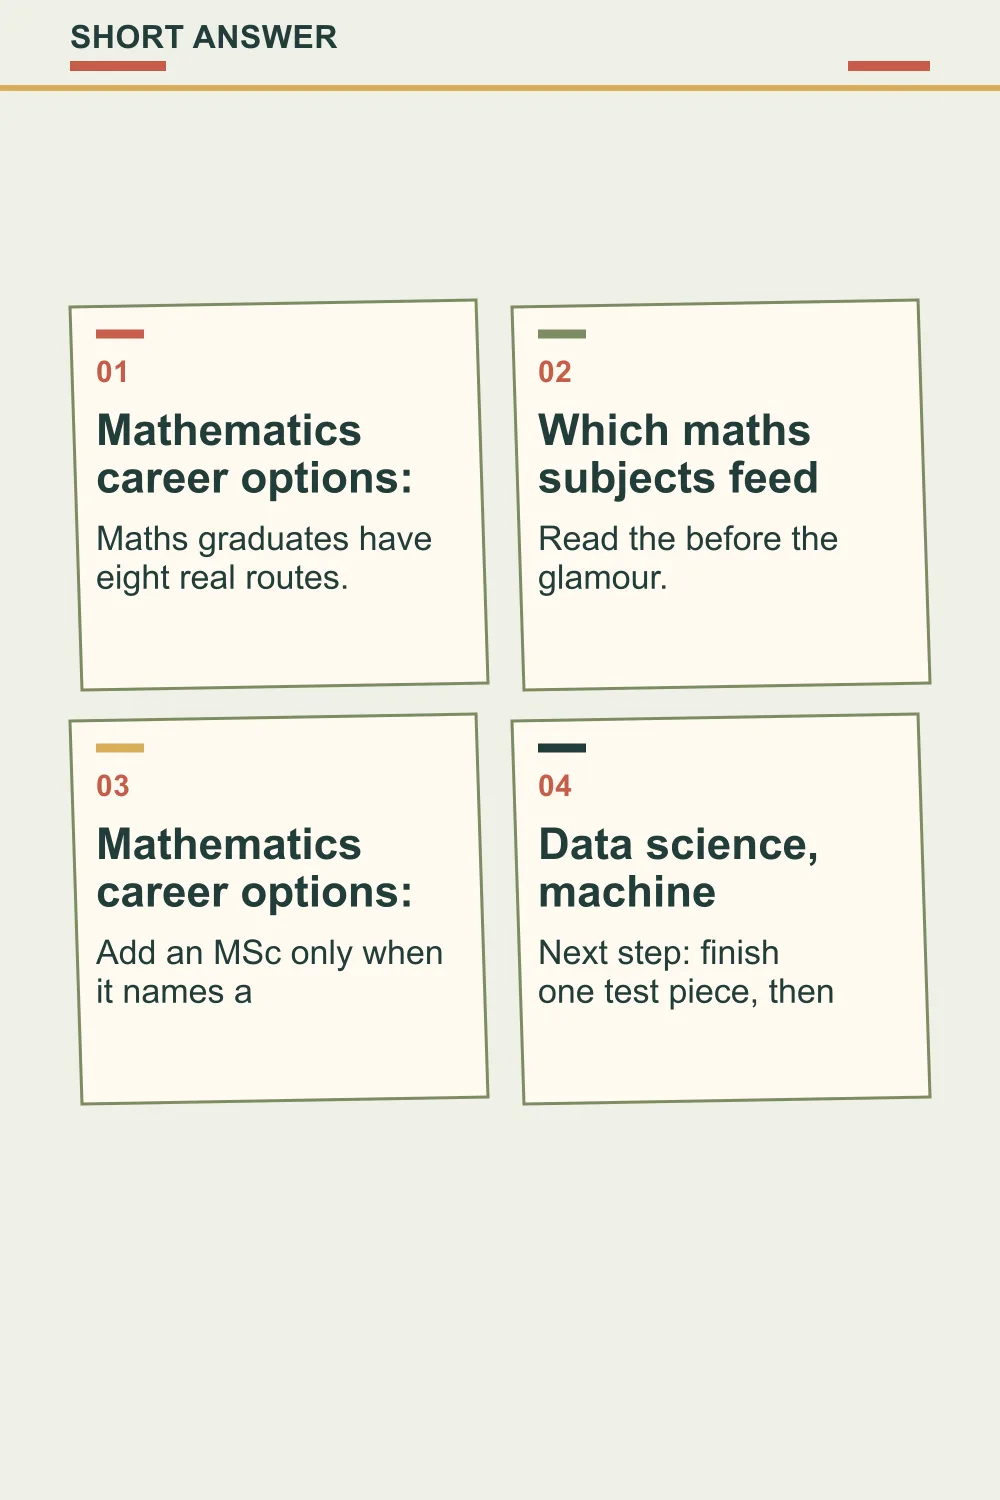 SHORT ANSWER
01
Mathematics
career options:
Maths graduates have
eight real routes.
02
Which maths
subjects feed
Read the before the
glamour.
03
Mathematics
career options:
Add an MSc only when
it names a
04
Data science,
machine
Next step: finish
one test piece, then